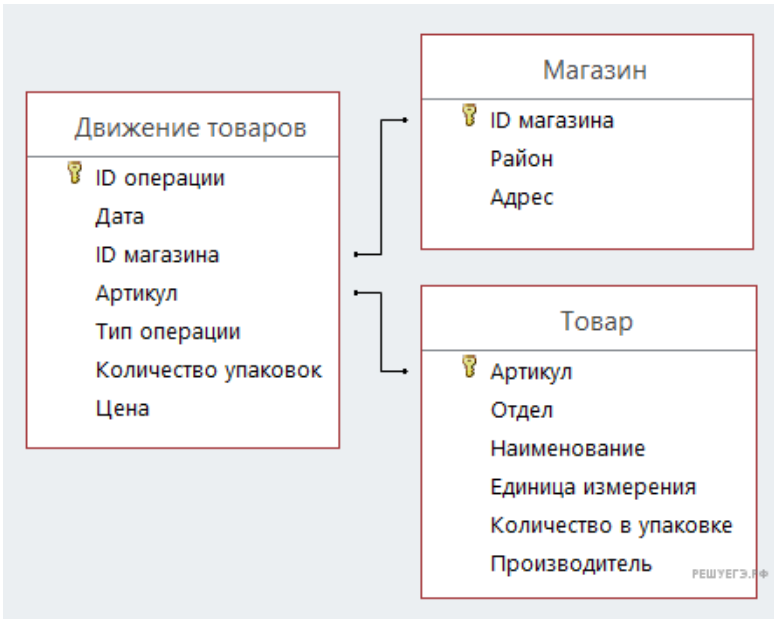 Движение товаров
ID операции
Дата
ID магазина
Артикул
Тип операции
Количество упаковок
Цена
Магазин
ID магазина
Район
Адрес
Товар
Артикул
Отдел
Наименование
Единица измерения
Количество в упаковке
Производитель
РЕШУЕГЭ.РФ